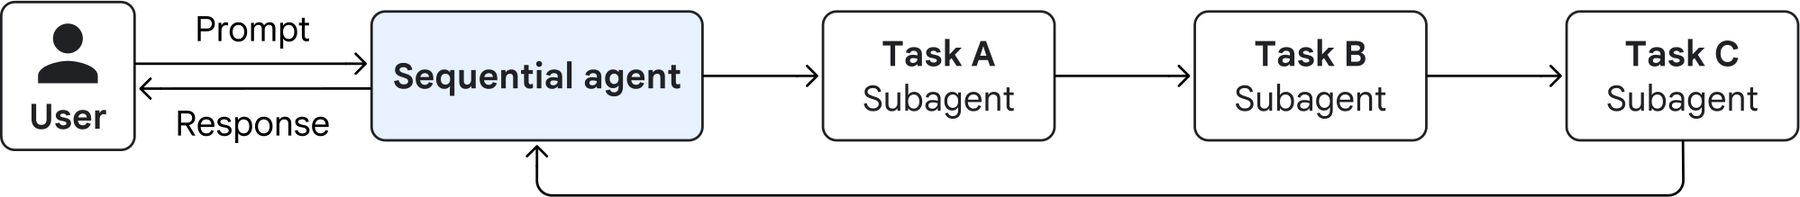 User
Prompt
Response
Sequential agent
Task A
Subagent
Task B
Subagent
Task C
Subagent